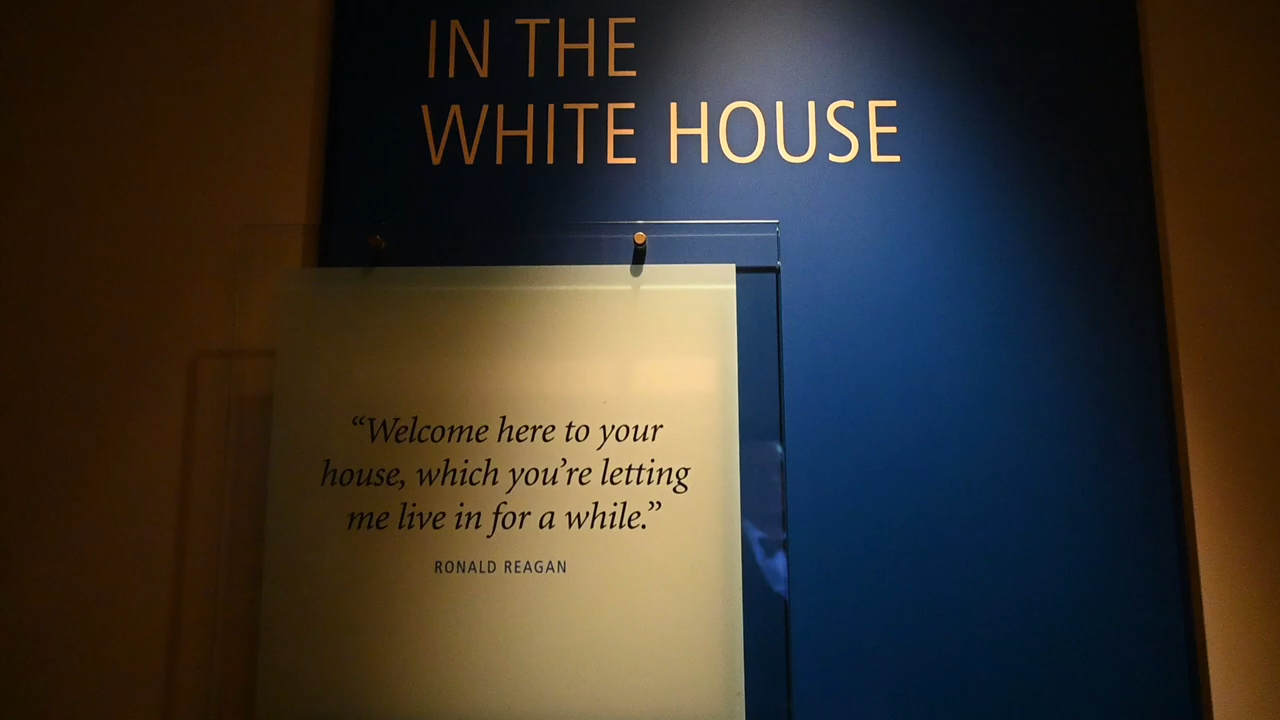 IN THE
WHITE HOUSE
“Welcome here to your
house, which you’re letting
me live in for a while.”
RONALD REAGAN